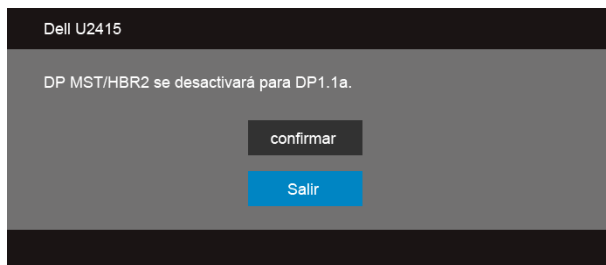 Dell U2415
DP MST/HBR2 se desactivará para DP1.1a.
confirmar
Salir